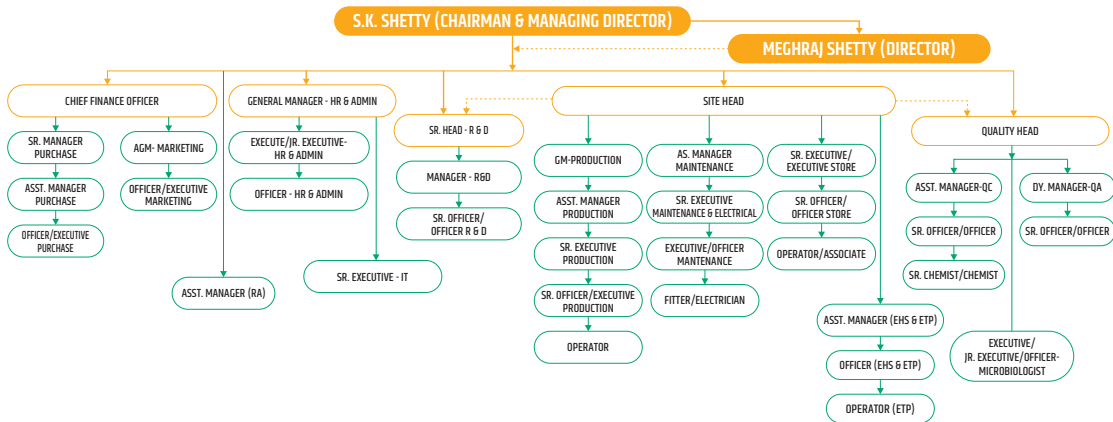 S.K. SHETTY (CHAIRMAN & MANAGING DIRECTOR)
MEGHRAJ SHETTY (DIRECTOR)
CHIEF FINANCE OFFICER
SR. MANAGER
PURCHASE
ASST. MANAGER
PURCHASE
OFFICER/EXECUTIVE
PURCHASE
AGM- MARKETING
OFFICER/EXECUTIVE
MARKETING
ASST. MANAGER (RA)
GENERAL MANAGER - HR & ADMIN
EXECUTE/JR. EXECUTIVE-
HR & ADMIN
OFFICER - HR & ADMIN
SR. EXECUTIVE - IT
SR. HEAD - R & D
MANAGER - R&D
SR. OFFICER/
OFFICER R & D
SITE HEAD
GM-PRODUCTION
ASST. MANAGER
PRODUCTION
SR. EXECUTIVE
PRODUCTION
SR. OFFICER/EXECUTIVE
PRODUCTION
OPERATOR
AS. MANAGER
MAINTENANCE
SR. EXECUTIVE
MAINTENANCE & ELECTRICAL
EXECUTIVE/OFFICER
MANTENANCE
FITTER/ELECTRICIAN
SR. EXECUTIVE/
EXECUTIVE STORE
SR. OFFICER/
OFFICER STORE
OPERATOR/ASSOCIATE
ASST. MANAGER (EHS & ETP)
OFFICER (EHS & ETP)
OPERATOR (ETP)
QUALITY HEAD
ASST. MANAGER-QC
SR. OFFICER/OFFICER
SR. CHEMIST/CHEMIST
DY. MANAGER-QA
SR. OFFICER/OFFICER
EXECUTIVE/
JR. EXECUTIVE/OFFICER-
MICROBIOLOGIST